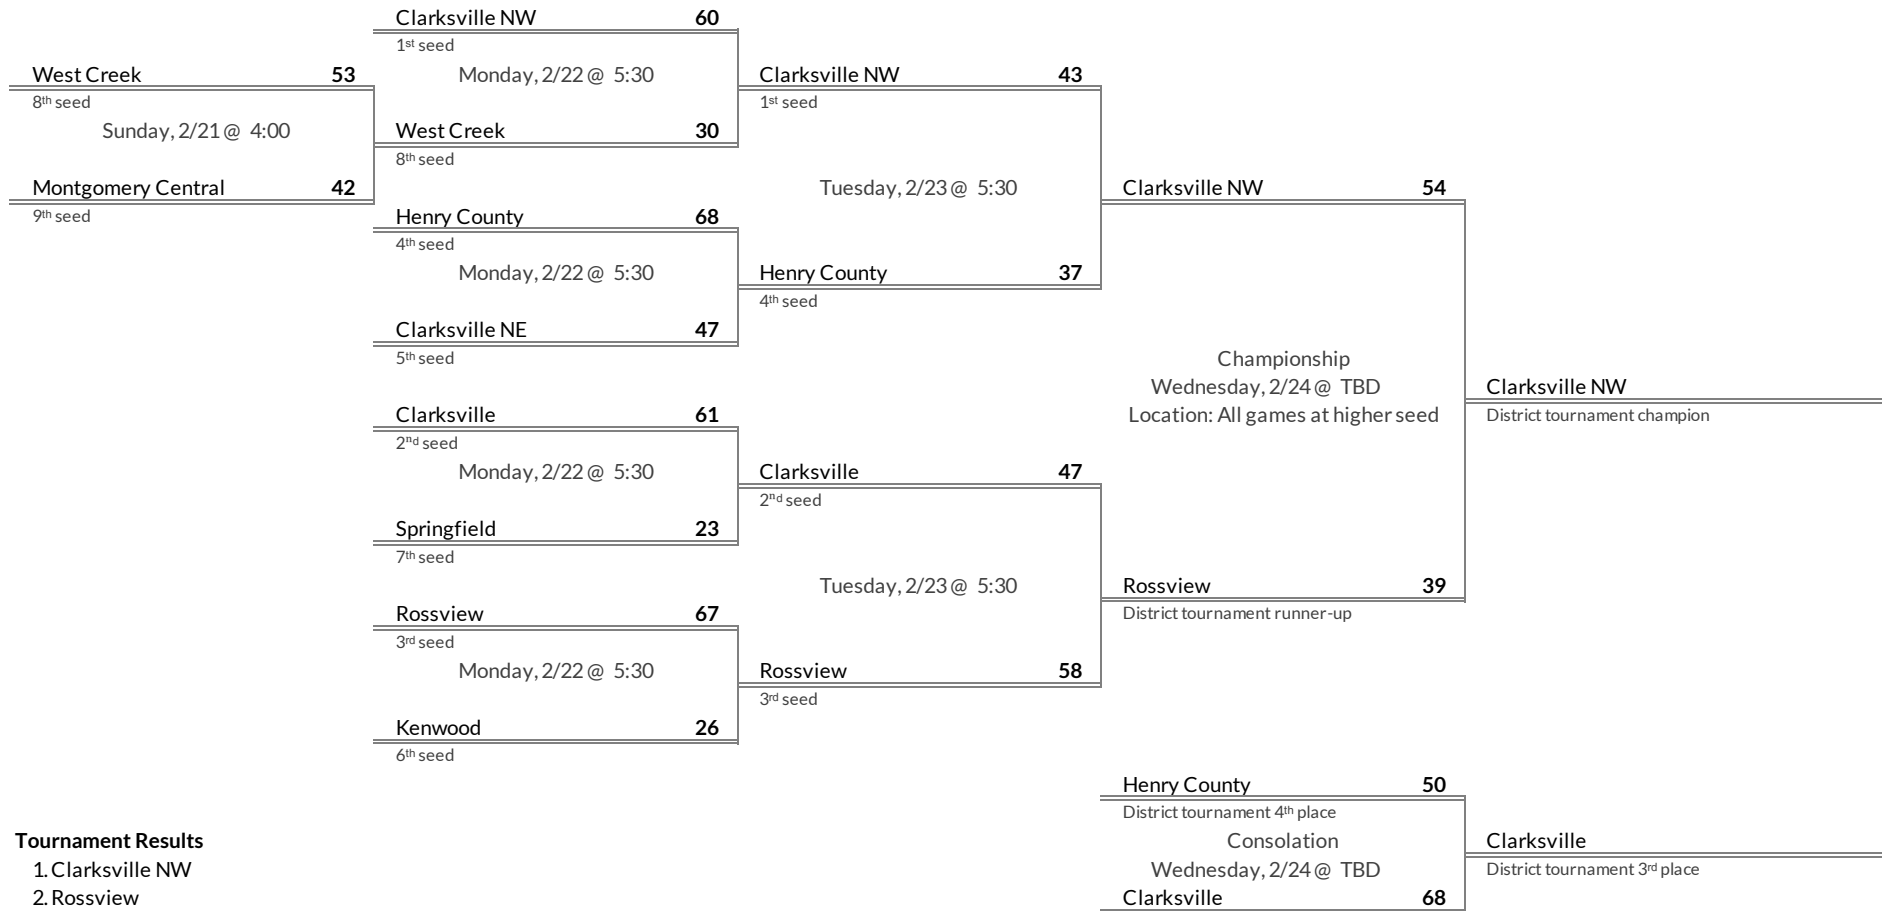 Clarksville NW 60
1st seed
Monday, 2/22 @ 5:30
West Creek 30
8th seed
West Creek 53
8th seed
Sunday, 2/21 @ 4:00
Montgomery Central 42
9th seed
Henry County 68
4th seed
Monday, 2/22 @ 5:30
Clarksville NE 47
5th seed
Clarksville 61
2nd seed
Monday, 2/22 @ 5:30
Springfield 23
7th seed
Rossview 67
3rd seed
Monday, 2/22 @ 5:30
Kenwood 26
6th seed
Clarksville NW 43
1st seed
Tuesday, 2/23 @ 5:30
Henry County 37
4th seed
Clarksville 47
2nd seed
Tuesday, 2/23 @ 5:30
Rossview 58
3rd seed
Clarksville NW 54
Championship
Wednesday, 2/24 @ TBD
Location: All games at higher seed
Rossview 39
District tournament runner-up
Clarksville NW
District tournament champion
Henry County 50
District tournament 4th place
Consolation
Wednesday, 2/24 @ TBD
Clarksville 68
Clarksville
District tournament 3rd place
Tournament Results
1. Clarksville NW
2. Rossview